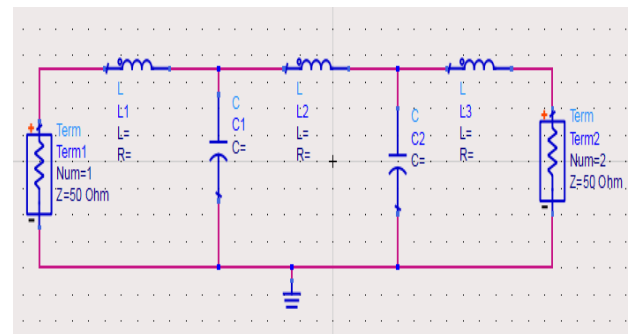 +
Term
Term1
Num=1
Z=50 Ohm
-
L
L1
L=
R=
C
C1
C=
L
L2
L=
R=
C
C2
C=
L
L3
L=
R=
+
Term
Term2
Num=2
Z=50 Ohm
-